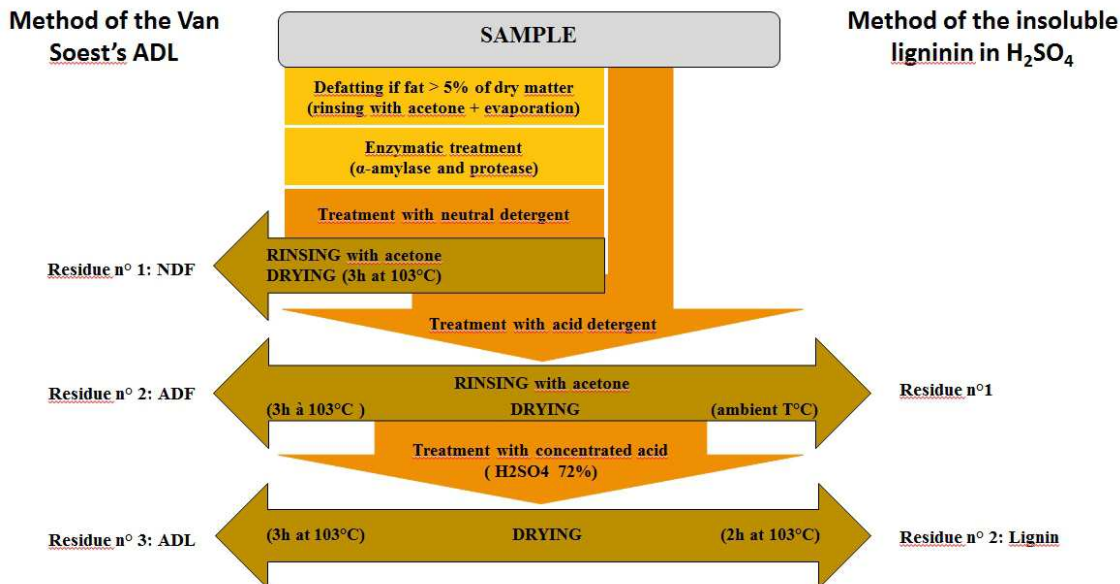 Method of the Van
Soest's ADL
SAMPLE
Method of the insoluble
ligninin in H₂SO₄
Defatting if fat > 5% of dry matter
(rinsing with acetone + evaporation)
Enzymatic treatment
(α-amylase and protease)
Treatment with neutral detergent
Residue n° 1: NDF
RINSING with acetone
DRYING (3h at 103°C)
Treatment with acid detergent
Residue n° 2: ADF
RINSING with acetone
(3h à 103°C ) DRYING (ambient T°C)
Residue n°1
Treatment with concentrated acid
( H2SO4 72%)
Residue n° 3: ADL
(3h at 103°C) DRYING (2h at 103°C)
Residue n° 2: Lignin